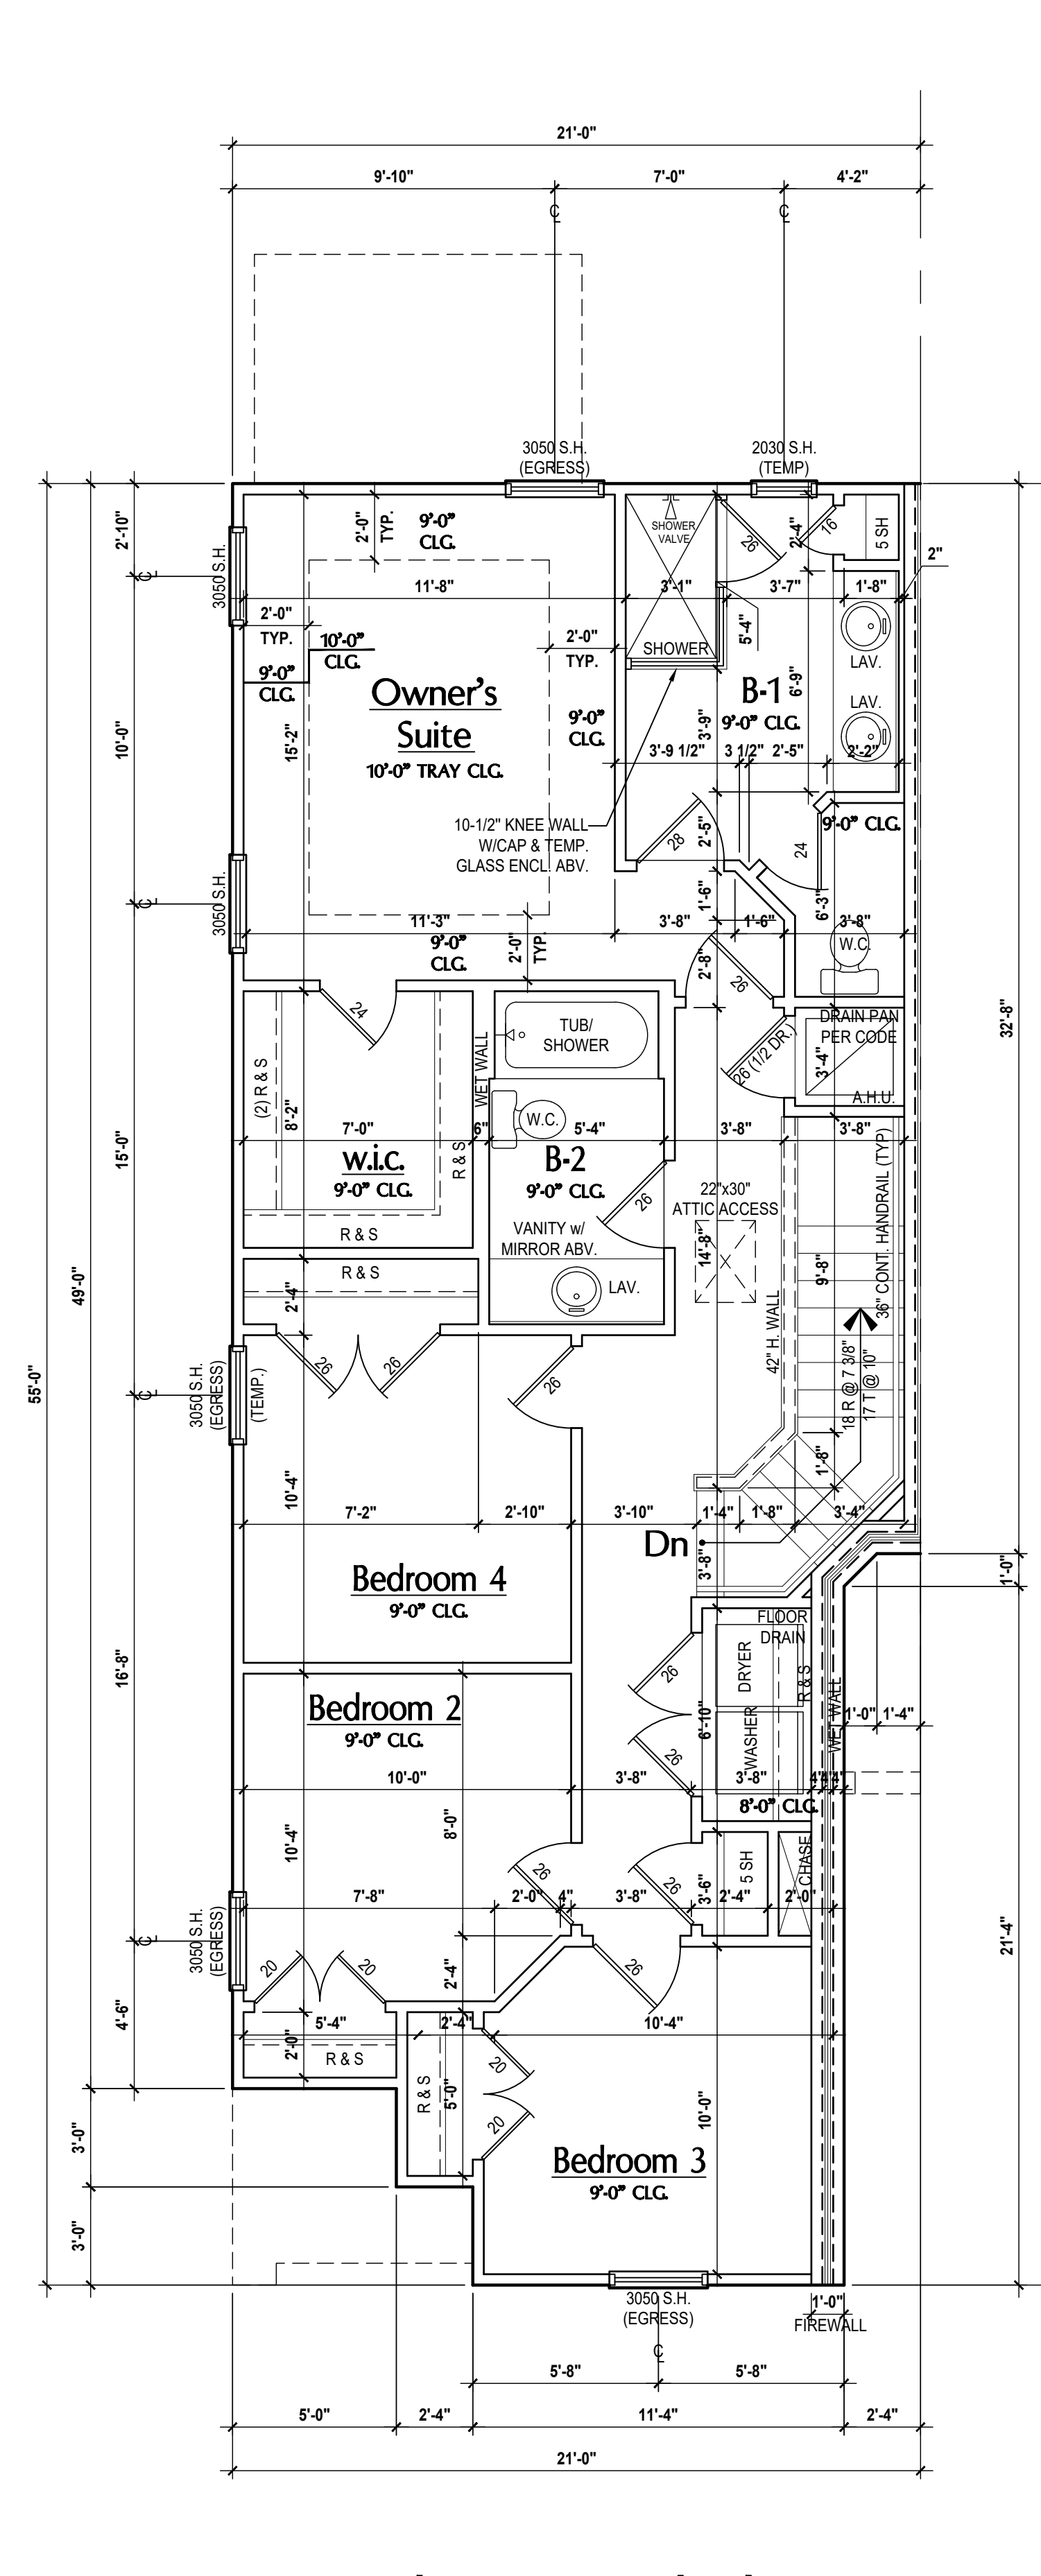 21'-0"
9'-10"
7'-0"
4'-2"
3050 S.H.
(EGRESS)
2030 S.H.
(TEMP)
2'-10"
3050 S.H.
2'-0"
TYP.
9'-0"
CLG.
SHOWER
VALVE
26
2'-4"
16
5 SH
2"
11'-8"
3'-1"
3'-7"
1'-8"
2'-0"
TYP.
10'-0"
CLG.
2'-0"
TYP.
5'-4"
SHOWER
LAV.
9'-0"
CLG.
Owner's
Suite
10'-0" TRAY CLG.
9'-0"
CLG.
B-1
9'-0" CLG.
6'-9"
LAV.
10'-0"
15'-2"
3'-9"
3'-9 1/2"
3 1/2"
2'-5"
2'-2"
10-1/2" KNEE WALL
W/CAP & TEMP.
GLASS ENCL. ABV.
28
2'-5"
24
9'-0" CLG.
3050 S.H.
11'-3"
9'-0"
CLG.
2'-0"
TYP.
3'-8"
1'-6"
1'-6"
6'-3"
3'-8"
W.C.
2'-8"
26
32'-8"
24
TUB/
SHOWER
WET WALL
26 (1/2 DR.)
DRAIN PAN
PER CODE
3'-4"
A.H.U.
(2) R & S
8'-2"
7'-0"
6"
W.C.
5'-4"
3'-8"
3'-8"
15'-0"
w.i.c.
9'-0" CLG.
R & S
R & S
B-2
9'-0" CLG.
26
VANITY w/
MIRROR ABV.
LAV.
22"x30"
ATTIC ACCESS
14'-8"
9'-8"
36" CONT. HANDRAIL (TYP)
42" H. WALL
49'-0"
R & S
2'-4"
26
26
26
3050 S.H.
(EGRESS)
(TEMP.)
18 R @ 7 3/8"
17 T @ 10"
55'-0"
10'-4"
7'-2"
2'-10"
3'-10"
1'-4"
1'-8"
1'-8"
3'-4"
Dn
3'-8"
1'-0"
Bedroom 4
9'-0" CLG.
FLOOR
DRAIN
16'-8"
26
DRYER
R & S
WET WALL
Bedroom 2
9'-0" CLG.
6'-10"
26
WASHER
1'-0"
1'-4"
10'-0"
3'-8"
3'-8"
4"
4"
4"
8'-0" CLG.
8'-0"
10'-4"
26
26
3'-6"
5 SH
CHASE
7'-8"
2'-0"
4"
3'-8"
2'-4"
2'-0"
3050 S.H.
(EGRESS)
20
20
2'-4"
26
21'-4"
4'-6"
5'-4"
2'-4"
10'-4"
2'-0"
R & S
20
R & S
5'-0"
20
10'-0"
3'-0"
Bedroom 3
9'-0" CLG.
3'-0"
3050 S.H.
(EGRESS)
1'-0"
FIREWALL
5'-8"
5'-8"
5'-0"
2'-4"
11'-4"
2'-4"
21'-0"